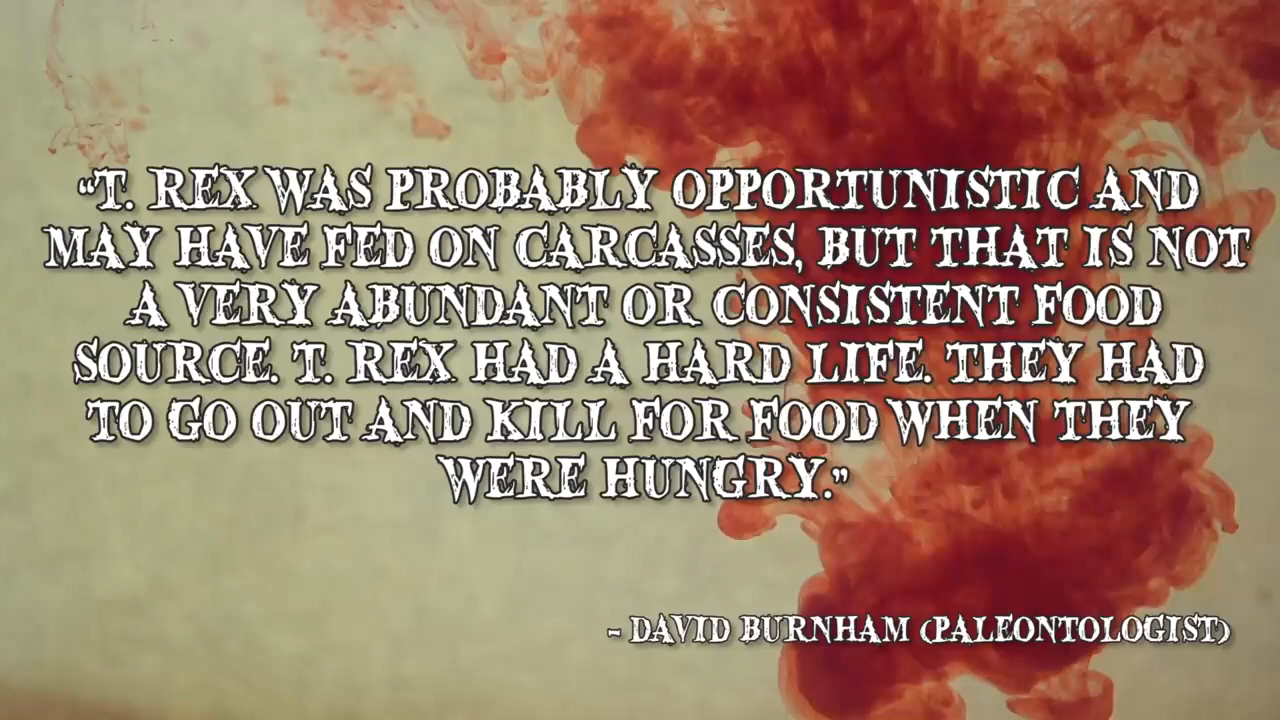 “T. REX WAS PROBABLY OPPORTUNISTIC AND
MAY HAVE FED ON CARCASSES, BUT THAT IS NOT
A VERY ABUNDANT OR CONSISTENT FOOD
SOURCE. T. REX HAD A HARD LIFE. THEY HAD
TO GO OUT AND KILL FOR FOOD WHEN THEY
WERE HUNGRY.”
- DAVID BURNHAM (PALEONTOLOGIST)